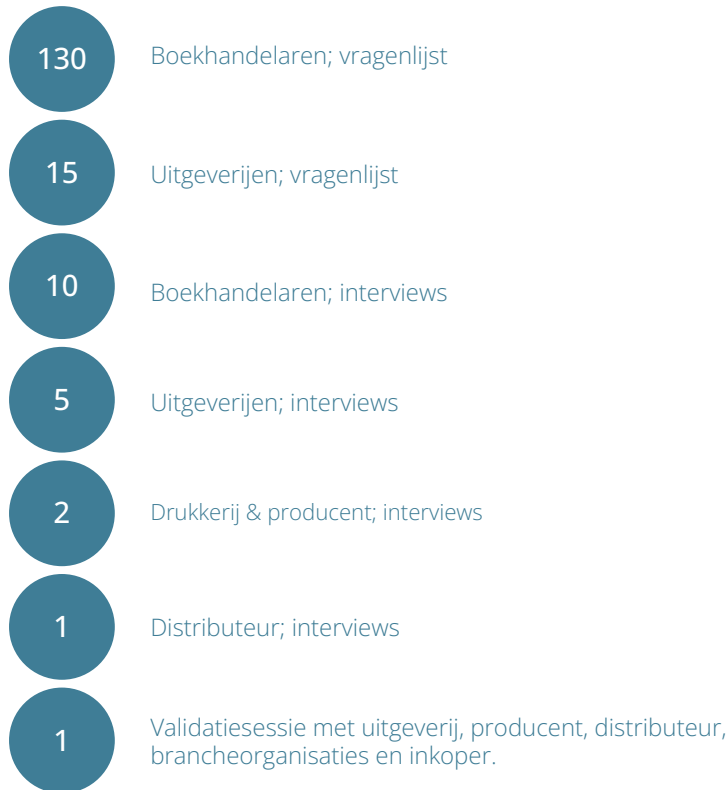 130
Boekhandelaren; vragenlijst
15
Uitgeverijen; vragenlijst
10
Boekhandelaren; interviews
5
Uitgeverijen; interviews
2
Drukkerij & producent; interviews
1
Distributeur; interviews
1
Validatiesessie met uitgeverij, producent, distributeur,
brancheorganisaties en inkoper.